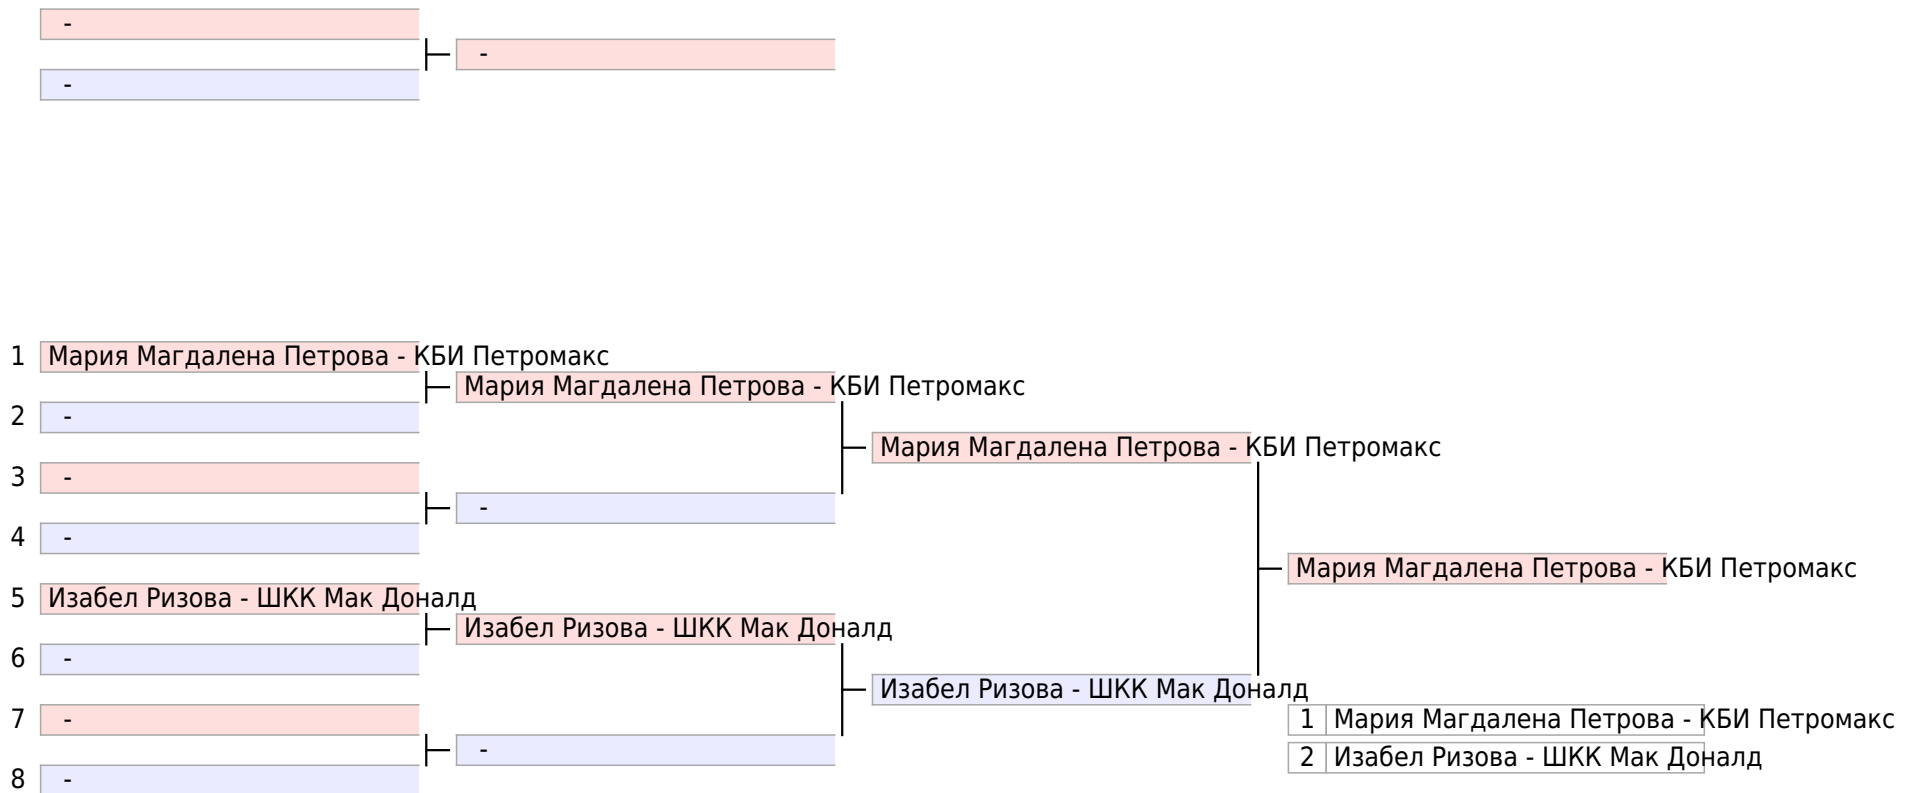 -
-
-
1 Мария Магдалена Петрова - КБИ Петромакс
Мария Магдалена Петрова - КБИ Петромакс
2 -
Мария Магдалена Петрова - КБИ Петромакс
3 -
-
4 -
Мария Магдалена Петрова - КБИ Петромакс
5 Изабел Ризова - ШКК Мак Доналд
Изабел Ризова - ШКК Мак Доналд
6 -
Изабел Ризова - ШКК Мак Доналд
7 -
1 Мария Магдалена Петрова - КБИ Петромакс
-
2 Изабел Ризова - ШКК Мак Доналд
8 -